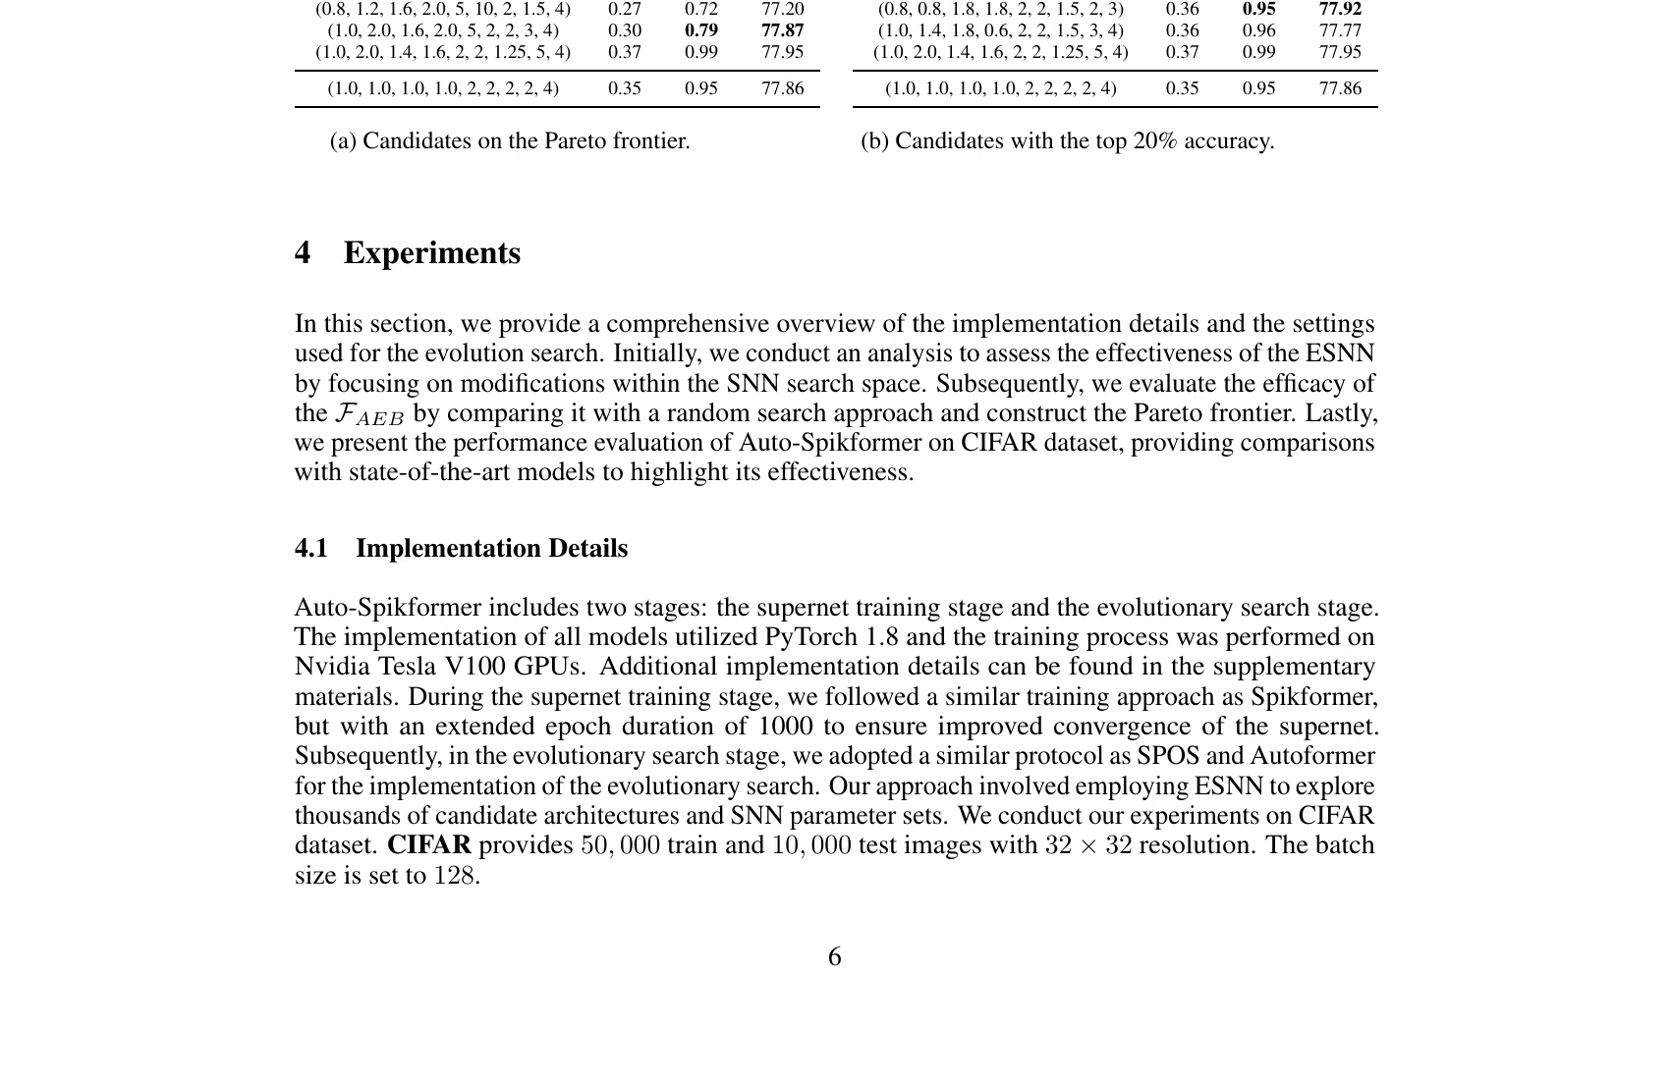 (0.8, 1.2, 1.6, 2.0, 5, 10, 2, 1.5, 4) 0.27 0.72 77.20
(1.0, 2.0, 1.6, 2.0, 5, 2, 2, 3, 4) 0.30 0.79 77.87
(1.0, 2.0, 1.4, 1.6, 2, 2, 1.25, 5, 4) 0.37 0.99 77.95
(1.0, 1.0, 1.0, 1.0, 2, 2, 2, 2, 4) 0.35 0.95 77.86
(a) Candidates on the Pareto frontier.
(0.8, 0.8, 1.8, 1.8, 2, 2, 1.5, 2, 3) 0.36 0.95 77.92
(1.0, 1.4, 1.8, 0.6, 2, 2, 1.5, 3, 4) 0.36 0.96 77.77
(1.0, 2.0, 1.4, 1.6, 2, 2, 1.25, 5, 4) 0.37 0.99 77.95
(1.0, 1.0, 1.0, 1.0, 2, 2, 2, 2, 4) 0.35 0.95 77.86
(b) Candidates with the top 20% accuracy.
4 Experiments
In this section, we provide a comprehensive overview of the implementation details and the settings
used for the evolution search. Initially, we conduct an analysis to assess the effectiveness of the ESNN
by focusing on modifications within the SNN search space. Subsequently, we evaluate the efficacy of
the F_AEB by comparing it with a random search approach and construct the Pareto frontier. Lastly,
we present the performance evaluation of Auto-Spikformer on CIFAR dataset, providing comparisons
with state-of-the-art models to highlight its effectiveness.
4.1 Implementation Details
Auto-Spikformer includes two stages: the supernet training stage and the evolutionary search stage.
The implementation of all models utilized PyTorch 1.8 and the training process was performed on
Nvidia Tesla V100 GPUs. Additional implementation details can be found in the supplementary
materials. During the supernet training stage, we followed a similar training approach as Spikformer,
but with an extended epoch duration of 1000 to ensure improved convergence of the supernet.
Subsequently, in the evolutionary search stage, we adopted a similar protocol as SPOS and Autoformer
for the implementation of the evolutionary search. Our approach involved employing ESNN to explore
thousands of candidate architectures and SNN parameter sets. We conduct our experiments on CIFAR
dataset. CIFAR provides 50, 000 train and 10, 000 test images with 32 × 32 resolution. The batch
size is set to 128.
6